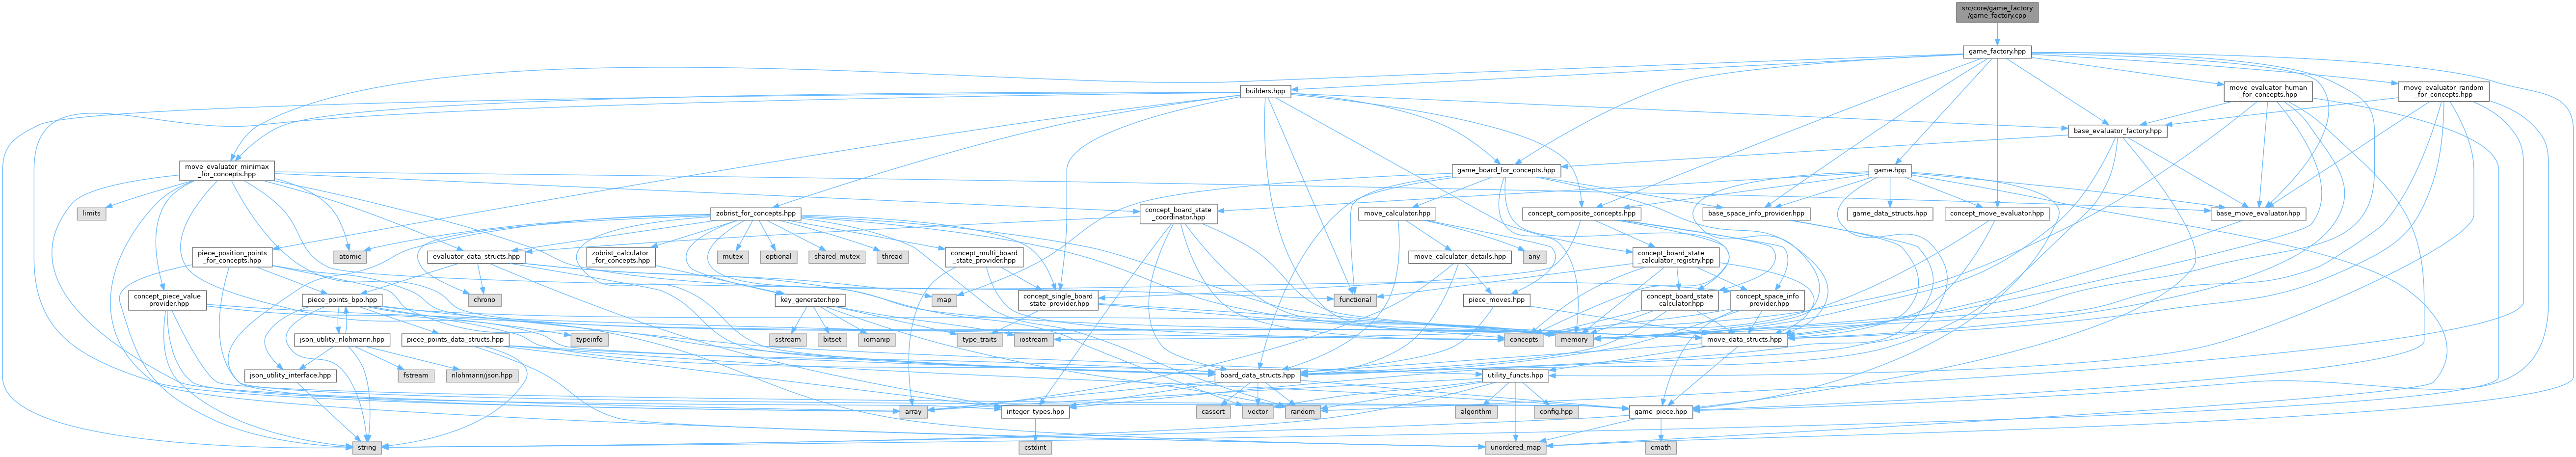 src/core/game_factory
/game_factory.cpp
game_factory.hpp
builders.hpp
move_evaluator_human
_for_concepts.hpp
move_evaluator_random
_for_concepts.hpp
base_evaluator_factory.hpp
move_evaluator_minimax
_for_concepts.hpp
game_board_for_concepts.hpp
game.hpp
limits
zobrist_for_concepts.hpp
concept_board_state
_coordinator.hpp
move_calculator.hpp
concept_composite_concepts.hpp
base_space_info_provider.hpp
game_data_structs.hpp
concept_move_evaluator.hpp
base_move_evaluator.hpp
piece_position_points
_for_concepts.hpp
atomic
evaluator_data_structs.hpp
zobrist_calculator
_for_concepts.hpp
mutex
optional
shared_mutex
thread
concept_multi_board
_state_provider.hpp
move_calculator_details.hpp
any
concept_board_state
_calculator_registry.hpp
concept_piece_value
_provider.hpp
piece_points_bpo.hpp
chrono
key_generator.hpp
map
concept_single_board
_state_provider.hpp
functional
piece_moves.hpp
concept_board_state
_calculator.hpp
concept_space_info
_provider.hpp
json_utility_nlohmann.hpp
piece_points_data_structs.hpp
typeinfo
sstream
bitset
iomanip
type_traits
iostream
concepts
memory
move_data_structs.hpp
json_utility_interface.hpp
fstream
nlohmann/json.hpp
board_data_structs.hpp
utility_functs.hpp
array
integer_types.hpp
cassert
vector
random
algorithm
config.hpp
game_piece.hpp
string
cstdint
unordered_map
cmath